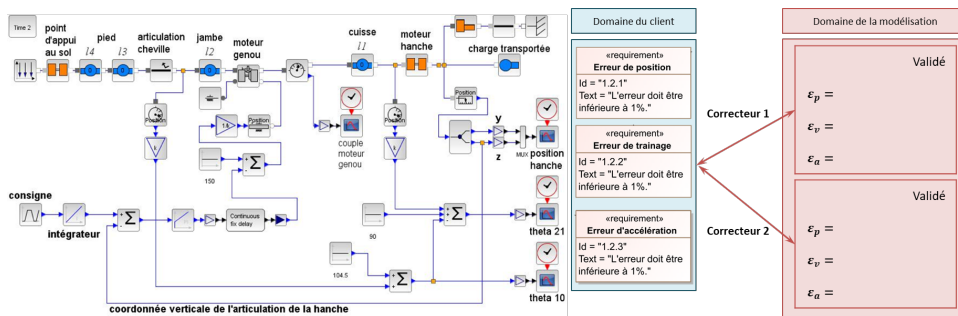 Time 2
point
d'appui
au sol
pied
l4
l3
articulation
cheville
jambe
l2
moteur
genou
cuisse
l1
moteur
hanche
charge transportée
Position
k
Position
150
couple
moteur
genou
Position
k
Position
y
z
MUX
position
hanche
consigne
intégrateur
Continuous
fix delay
90
theta 21
104.5
theta 10
coordonnée verticale de l'articulation de la hanche
Domaine du client
«requirement»
Erreur de position
Id = "1.2.1"
Text = "L'erreur doit être
inférieure à 1%."
«requirement»
Erreur de trainage
Id = "1.2.2"
Text = "L'erreur doit être
inférieure à 1%."
«requirement»
Erreur d'accélération
Id = "1.2.3"
Text = "L'erreur doit être
inférieure à 1%."
Correcteur 1
Correcteur 2
Domaine de la modélisation
Validé
εp =
εv =
εa =
Validé
εp =
εv =
εa =